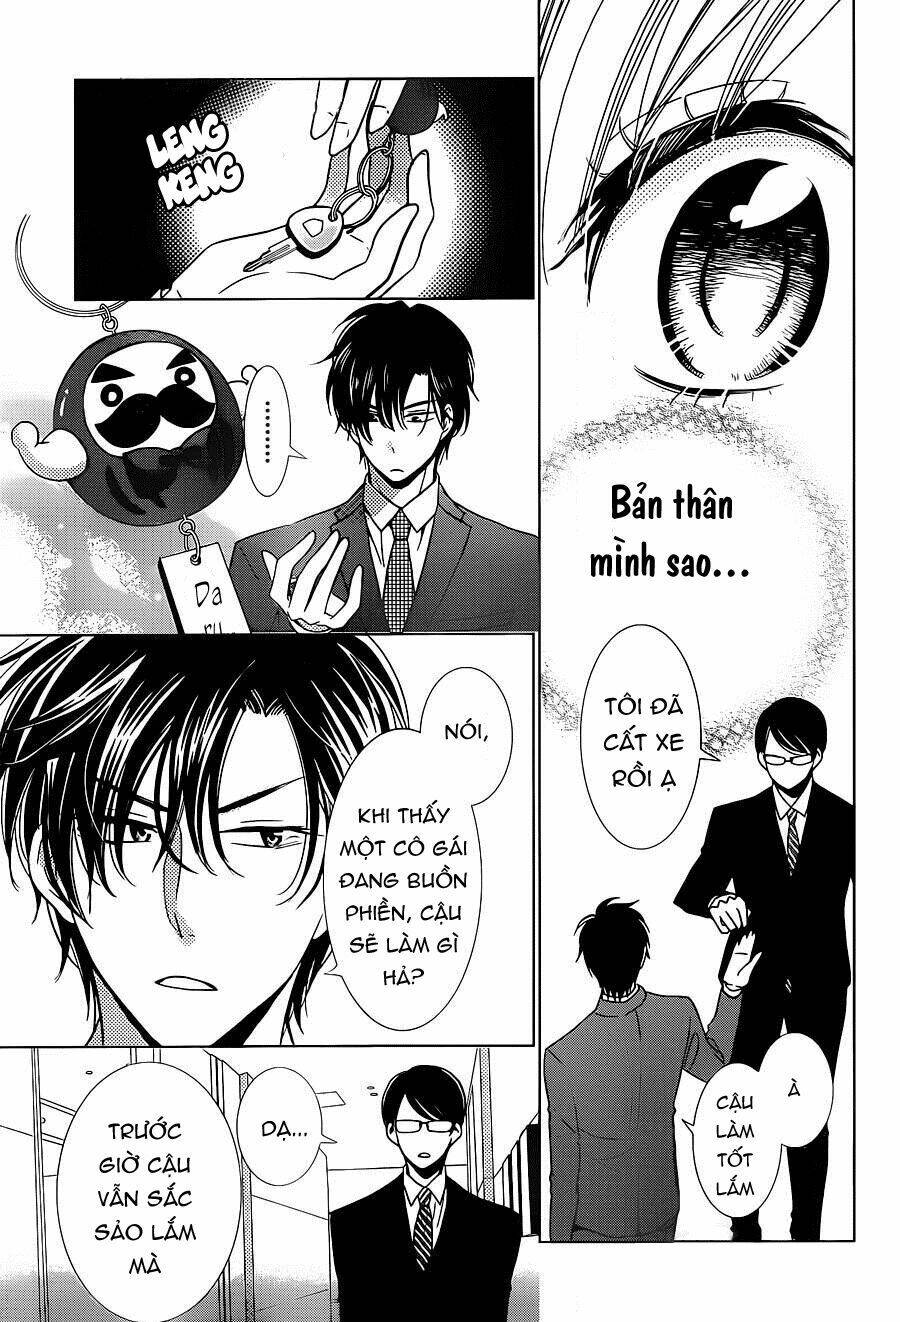 Bản thân
mình sao...
TÔI ĐÃ
CẤT XE
RỒI Ạ
À
CẬU
LÀM
TỐT
LẮM
LENG
KENG
.........
Da
ru
NÓI,
KHI THẤY
MỘT CÔ GÁI
ĐANG BUỒN
PHIỀN, CẬU
SẼ LÀM GÌ
HẢ?
DẠ...
TRƯỚC
GIỜ CẬU
VẪN SẮC
SẢO LẮM
MÀ